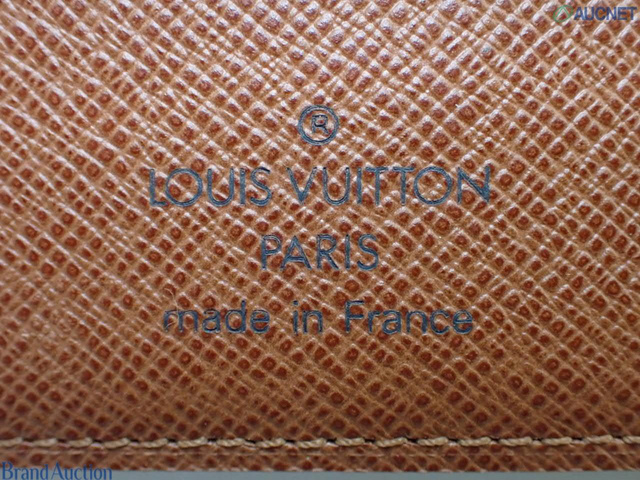 AUCNET
®
LOUIS VUITTON
PARIS
made in France
Brand Auction